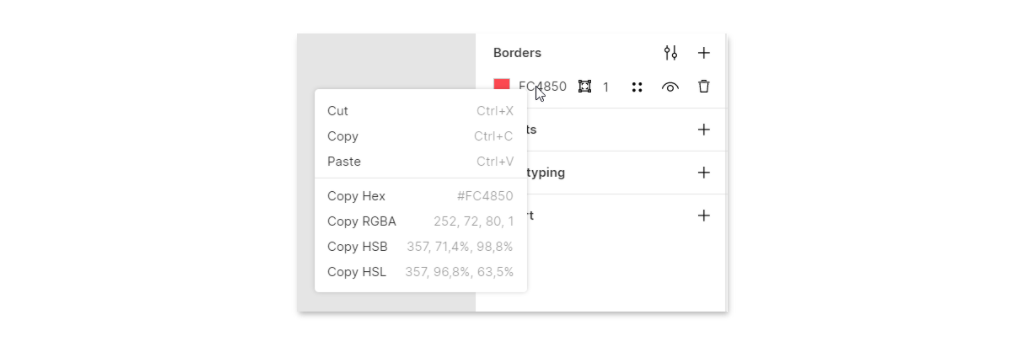 Borders
FC4850 1
Cut Ctrl+X
Copy Ctrl+C
Paste Ctrl+V
Copy Hex #FC4850
Copy RGBA 252, 72, 80, 1
Copy HSB 357, 71,4%, 98,8%
Copy HSL 357, 96,8%, 63,5%
ts
typing
rt